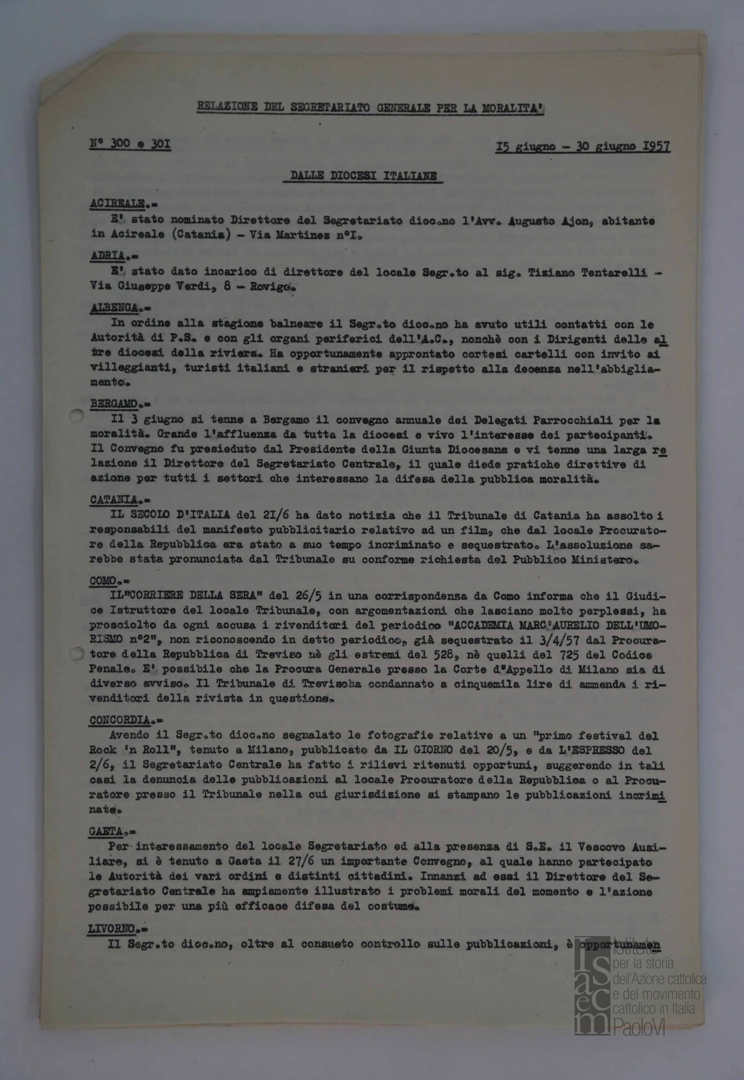 RELAZIONE DEL SEGRETARIATO GENERALE PER LA MORALITA'
N° 300 e 30I
I5 giugno - 30 giugno I957
DALLE DIOCESI ITALIANE
ACIREALE.=
E' stato nominato Direttore del Segretariato dioc.no l'Avv. Augusto Ajon, abitante
in Acireale (Catania) - Via Martinez n°I.
ADRIA.=
E' stato dato incarico di direttore del locale Segr.to al sig. Tiziano Tentarelli -
Via Giuseppe Verdi, 8 - Rovigo.
ALBENGA.=
In ordine alla stagione balneare il Segr.to dioc.no ha avuto utili contatti con le
Autorità di P.S. e con gli organi periferici dell'A.C., nonchè con i Dirigenti delle al
tre diocesi della riviera. Ha opportunamente approntato cortesi cartelli con invito ai
villeggianti, turisti italiani e stranieri per il rispetto alla decenza nell'abbiglia-
mento.
BERGAMO.=
Il 3 giugno si tenne a Bergamo il convegno annuale dei Delegati Parrocchiali per la
moralità. Grande l'affluenza da tutta la diocesi e vivo l'interesse dei partecipanti.
Il Convegno fu presieduto dal Presidente della Giunta Diocesana e vi tenne una larga re
lazione il Direttore del Segretariato Centrale, il quale diede pratiche direttive di
azione per tutti i settori che interessano la difesa della pubblica moralità.
CATANIA.=
IL SECOLO D'ITALIA del 2I/6 ha dato notizia che il Tribunale di Catania ha assolto i
responsabili del manifesto pubblicitario relativo ad un film, che dal locale Procurato-
re della Repubblica era stato a suo tempo incriminato e sequestrato. L'assoluzione sa-
rebbe stata pronunciata dal Tribunale su conforme richiesta del Pubblico Ministero.
COMO.=
IL"CORRIERE DELLA SERA" del 26/5 in una corrispondenza da Como informa che il Giudi-
ce Istruttore del locale Tribunale, con argomentazioni che lasciano molto perplessi, ha
prosciolto da ogni accusa i rivenditori del periodico "ACCADEMIA MARC'AURELIO DELL'UMO-
RISMO n°2", non riconoscendo in detto periodico, già sequestrato il 3/4/57 dal Procura-
tore della Repubblica di Treviso nè gli estremi del 528, nè quelli del 725 del Codice
Penale. E' possibile che la Procura Generale presso la Corte d'Appello di Milano sia di
diverso avviso. Il Tribunale di Trevisoha condannato a cinquemila lire di ammenda i ri-
venditori della rivista in questione.
CONCORDIA.=
Avendo il Segr.to dioc.no segnalato le fotografie relative a un "primo festival del
Rock 'n Roll", tenuto a Milano, pubblicato da IL GIORNO del 20/5, e da L'ESPRESSO del
2/6, il Segretariato Centrale ha fatto i rilievi ritenuti opportuni, suggerendo in tali
casi la denuncia delle pubblicazioni al locale Procuratore della Repubblica o al Procu-
ratore presso il Tribunale nella cui giurisdizione si stampano le pubblicazioni incrimi
nate.
GAETA.=
Per interessamento del locale Segretariato ed alla presenza di S.E. il Vescovo Ausi-
liare, si è tenuto a Gaeta il 27/6 un importante Convegno, al quale hanno partecipato
le Autorità dei vari ordini e distinti cittadini. Innanzi ad essi il Direttore del Se-
gretariato Centrale ha ampiamente illustrato i problemi morali del momento e l'azione
possibile per una più efficace difesa del costume.
LIVORNO.=
Il Segr.to dioc.no, oltre al consueto controllo sulle pubblicazioni, è opportunamen
Istituto
per la storia
dell'Azione cattolica
e del movimento
cattolico in Italia
PaoloVI
isacem